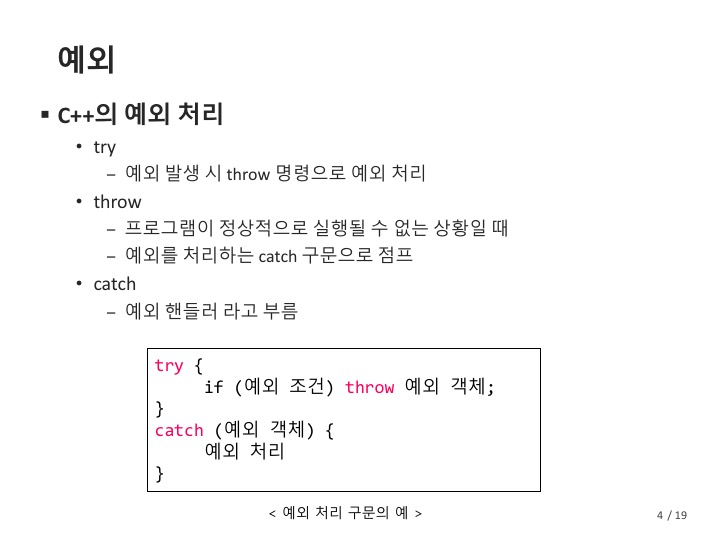 예외
▪ C++의 예외 처리
• try
– 예외 발생 시 throw 명령으로 예외 처리
• throw
– 프로그램이 정상적으로 실행될 수 없는 상황일 때
– 예외를 처리하는 catch 구문으로 점프
• catch
– 예외 핸들러 라고 부름
try {
if (예외 조건) throw 예외 객체;
}
catch (예외 객체) {
예외 처리
}
< 예외 처리 구문의 예 >
4 / 19